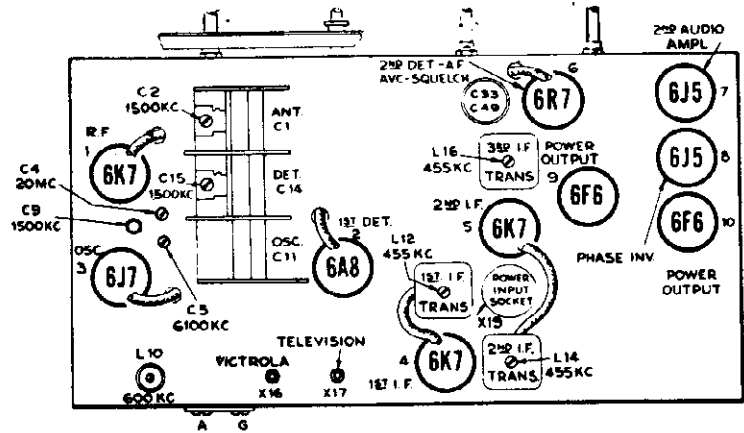 2ND AUDIO
AMPL
2ND DET.-A.F.
AVC-SQUELCH
6
6R7
C33
C49
6J5
7
C2
1500KC
ANT.
C1
R.F
1
6K7
L16
455KC
3RD I.F.
TRANS
POWER
OUTPUT
9
6F6
6J5
8
C4
20MC
C15
1500KC
DET.
C14
C9
1500KC
2ND I.F.
5
6K7
6F6
10
OSC
3
6J7
OSC.
C11
1ST DET.
2
6A8
L12
455KC
1ST I.F.
TRANS
POWER
INPUT
SOCKET
X15
PHASE INV.
POWER
OUTPUT
C5
6100KC
L10
600KC
VICTROLA
X16
TELEVISION
X17
4
6K7
1ST I.F.
2ND I.F.
TRANS
L14
455KC
A
G